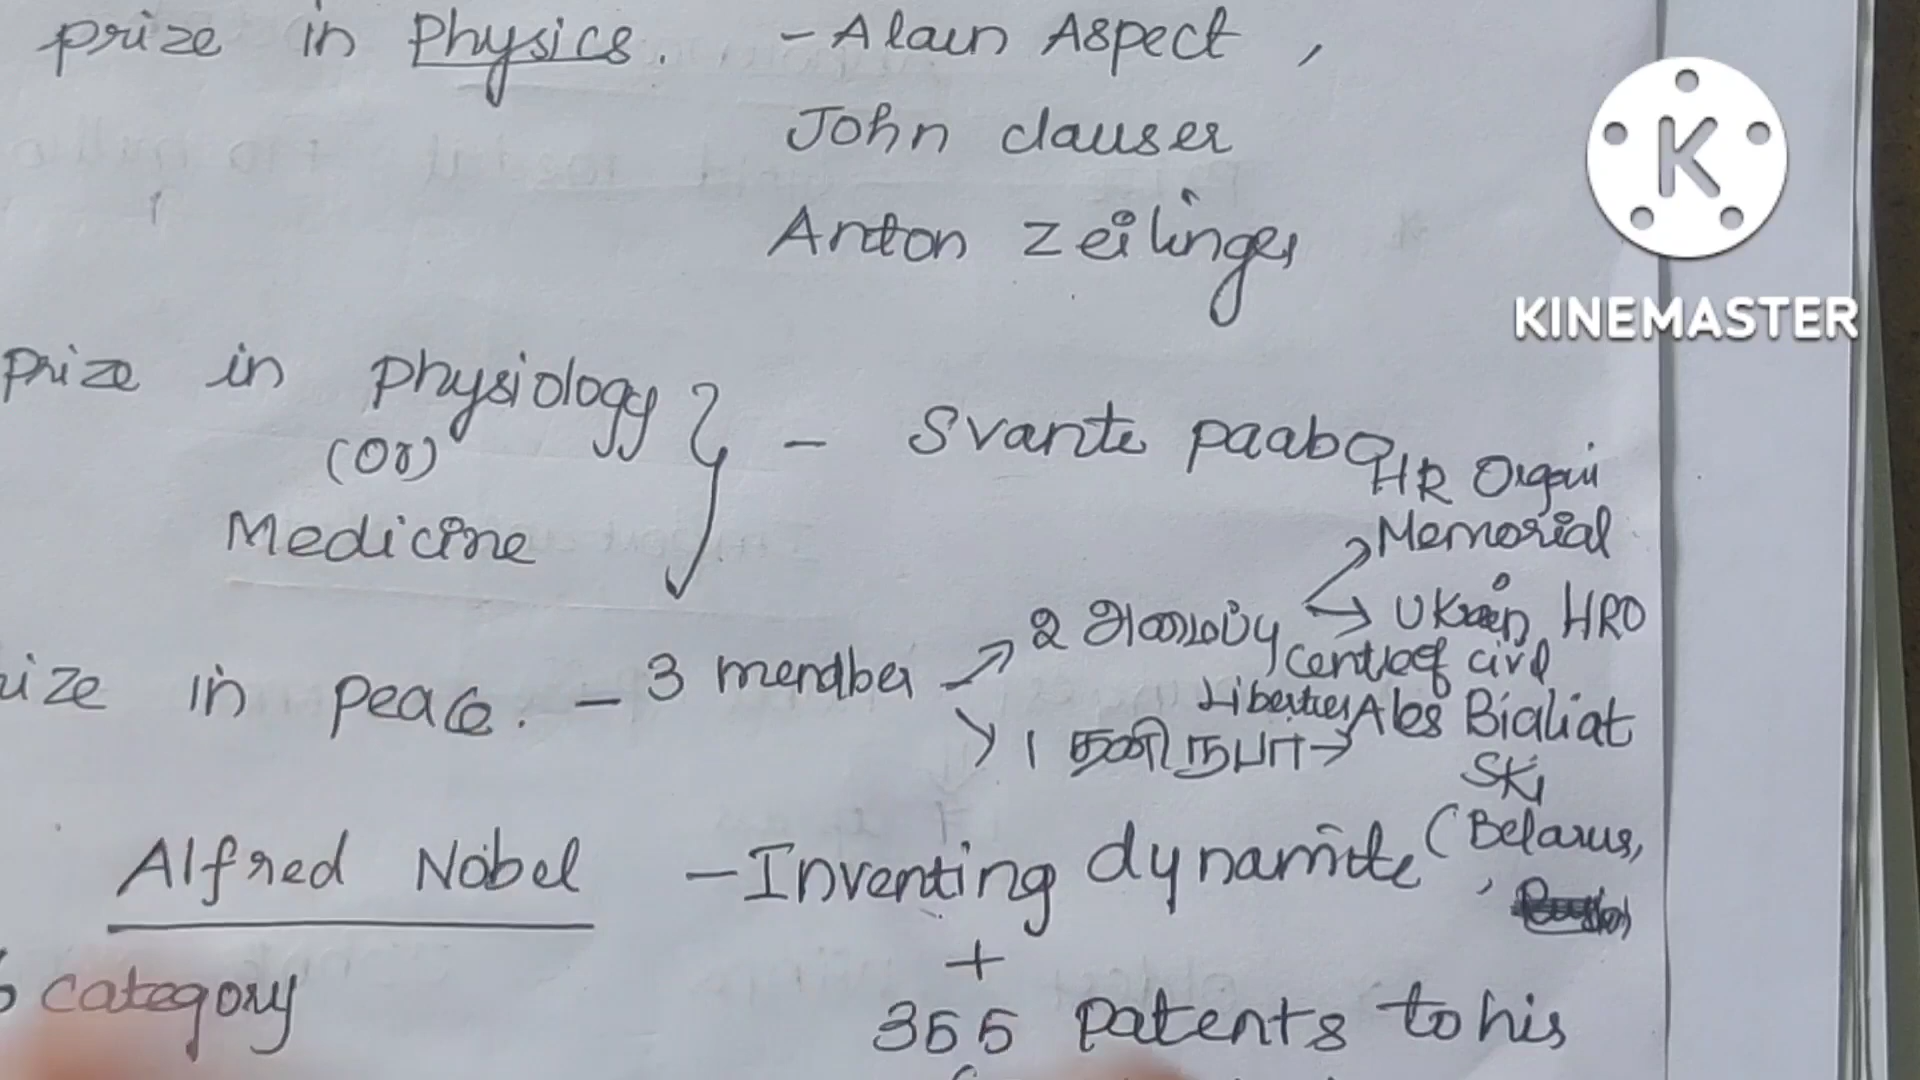 prize in Physics. - Alain Aspect,
John clauser
Anton Zeilinger
KINEMASTER
Prize in physiology
(Or)
Medicine
- Svante paabo
HR Organi
Memorial
2 அமைப்பு
HRO
Centre of civil
Liberties
ize in peace. - 3 member
1 தனிநபர் → Ales Bialiat
Ski
(Belarus,
Alfred Nobel - Inventing dynamite
+
category
355 patents to his